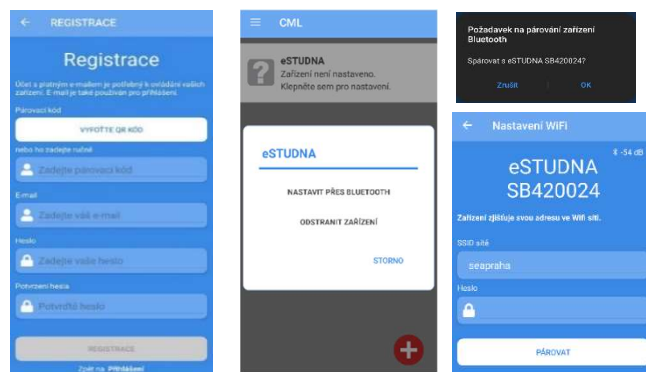 REGISTRACE
Registrace
Účet s platným e-mailem je potřebný k ovládání vašich
zařízení. E-mail je také používán pro přihlášení.
Párovací kód
VYFOŤTE QR KÓD
nebo ho zadejte ručně
Zadejte párovací kód
E-mail
Zadejte váš e-mail
Heslo
Zadejte vaše heslo
Potvrzení hesla
Potvrďte heslo
REGISTRACE
Zpět na Přihlášení
CML
eSTUDNA
Zařízení není nastaveno.
Klepněte sem pro nastavení.
eSTUDNA
NASTAVIT PŘES BLUETOOTH
ODSTRANIT ZAŘÍZENÍ
STORNO
Požadavek na párování zařízení
Bluetooth
Spárovat s eSTUDNA SB420024?
Zrušit
OK
Nastavení WiFi
-54 dB
eSTUDNA
SB420024
Zařízení zjišťuje svou adresu ve Wifi síti.
SSID sítě
seapraha
Heslo
PÁROVAT